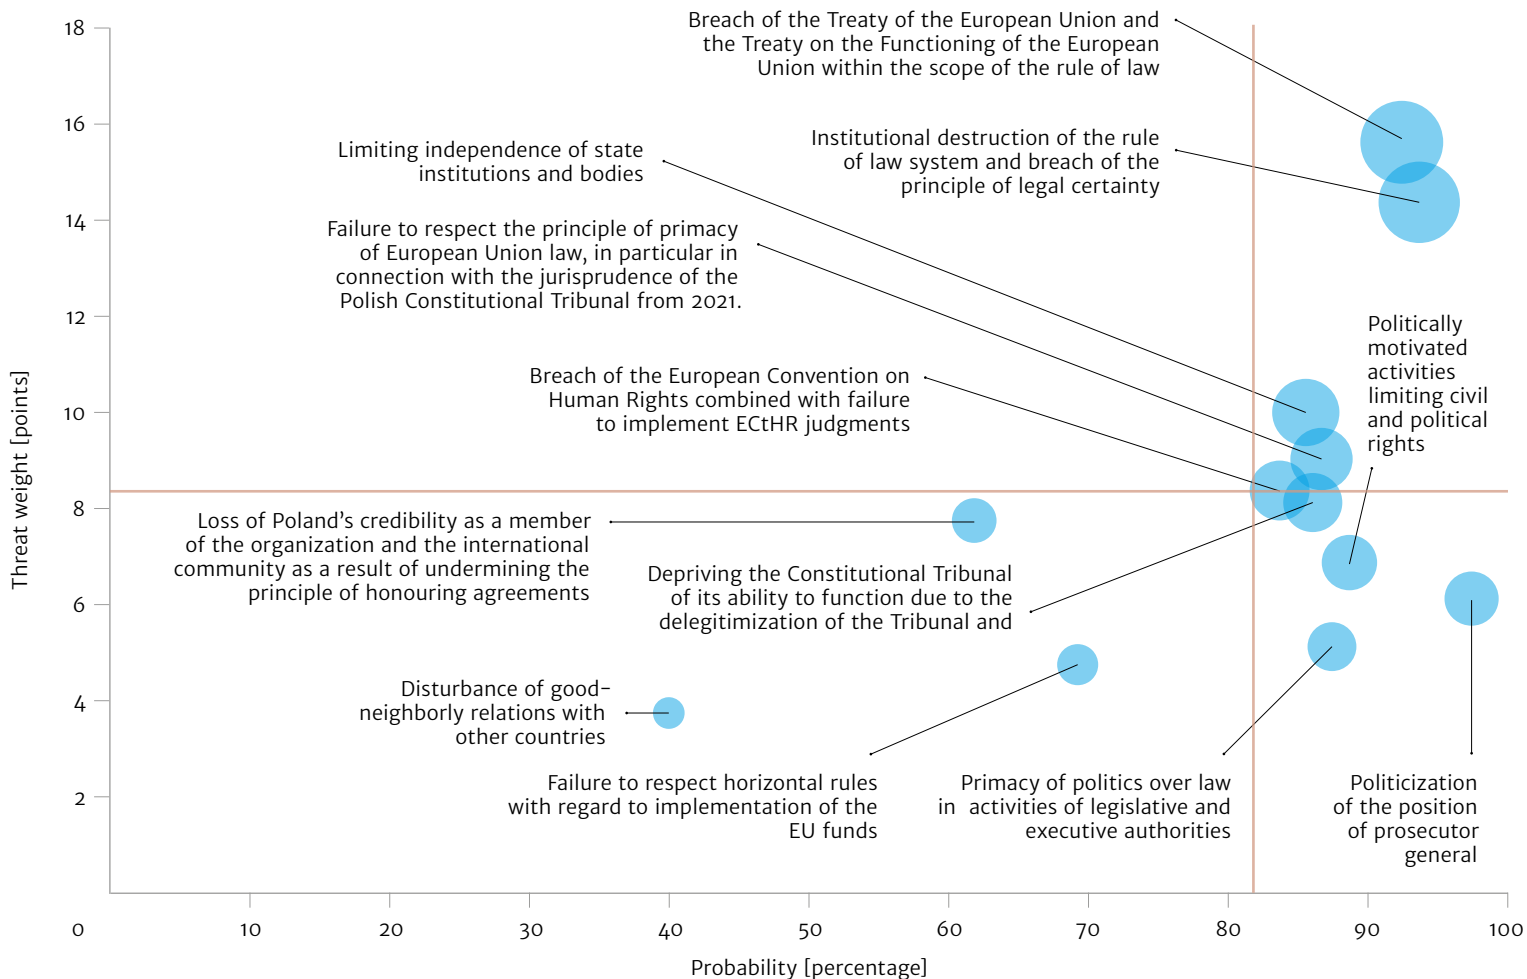 Breach of the Treaty of the European Union and
the Treaty on the Functioning of the European
Union within the scope of the rule of law
Institutional destruction of the rule
of law system and breach of the
principle of legal certainty
Limiting independence of state
institutions and bodies
Failure to respect the principle of primacy
of European Union law, in particular in
connection with the jurisprudence of the
Polish Constitutional Tribunal from 2021.
Politically
motivated
activities
limiting civil
and political
rights
Breach of the European Convention on
Human Rights combined with failure
to implement ECtHR judgments
Loss of Poland's credibility as a member
of the organization and the international
community as a result of undermining the
principle of honouring agreements
Depriving the Constitutional Tribunal
of its ability to function due to the
delegitimization of the Tribunal and
Disturbance of good-
neighborly relations with
other countries
Failure to respect horizontal rules
with regard to implementation of the
EU funds
Primacy of politics over law
in  activities of legislative and
executive authorities
Politicization
of the position
of prosecutor
general
Threat weight [points]
18
16
14
12
10
8
6
4
2
0
10
20
30
40
50
60
70
80
90
100
Probability [percentage]